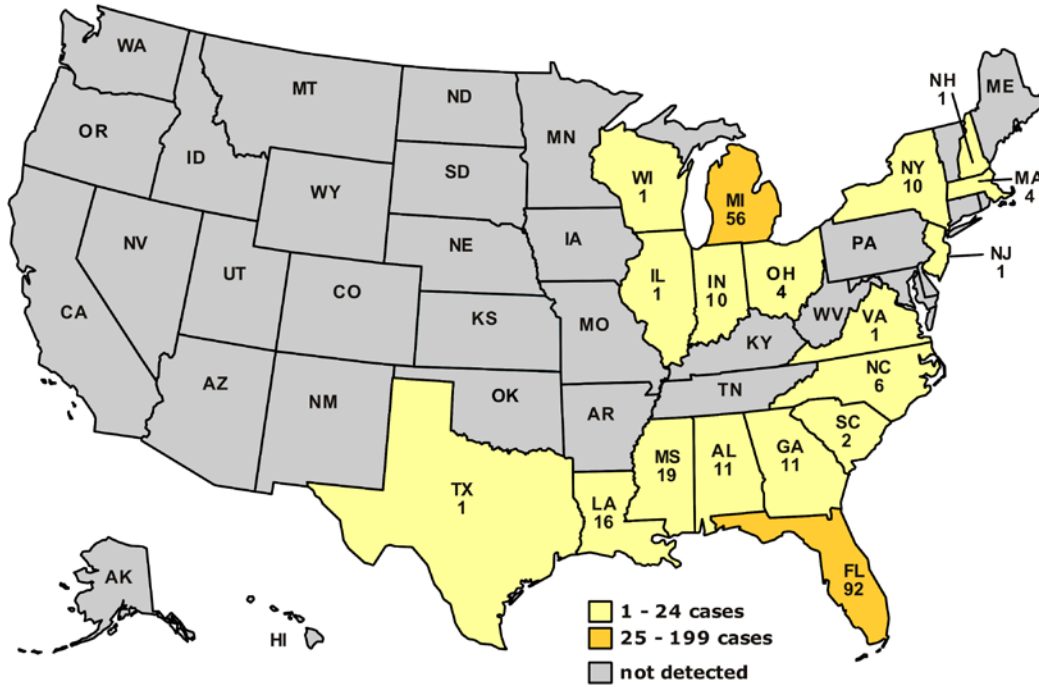 WA
MT
ND
MN
NH
1
ME
OR
ID
WY
SD
WI
1
MI
56
NY
10
MA
4
NV
UT
CO
NE
IA
IL
1
IN
10
OH
4
PA
NJ
1
CA
KS
MO
KY
WV
VA
1
AZ
NM
OK
AR
TN
NC
6
SC
2
TX
1
LA
16
MS
19
AL
11
GA
11
FL
92
AK
HI
1 - 24 cases
25 - 199 cases
not detected